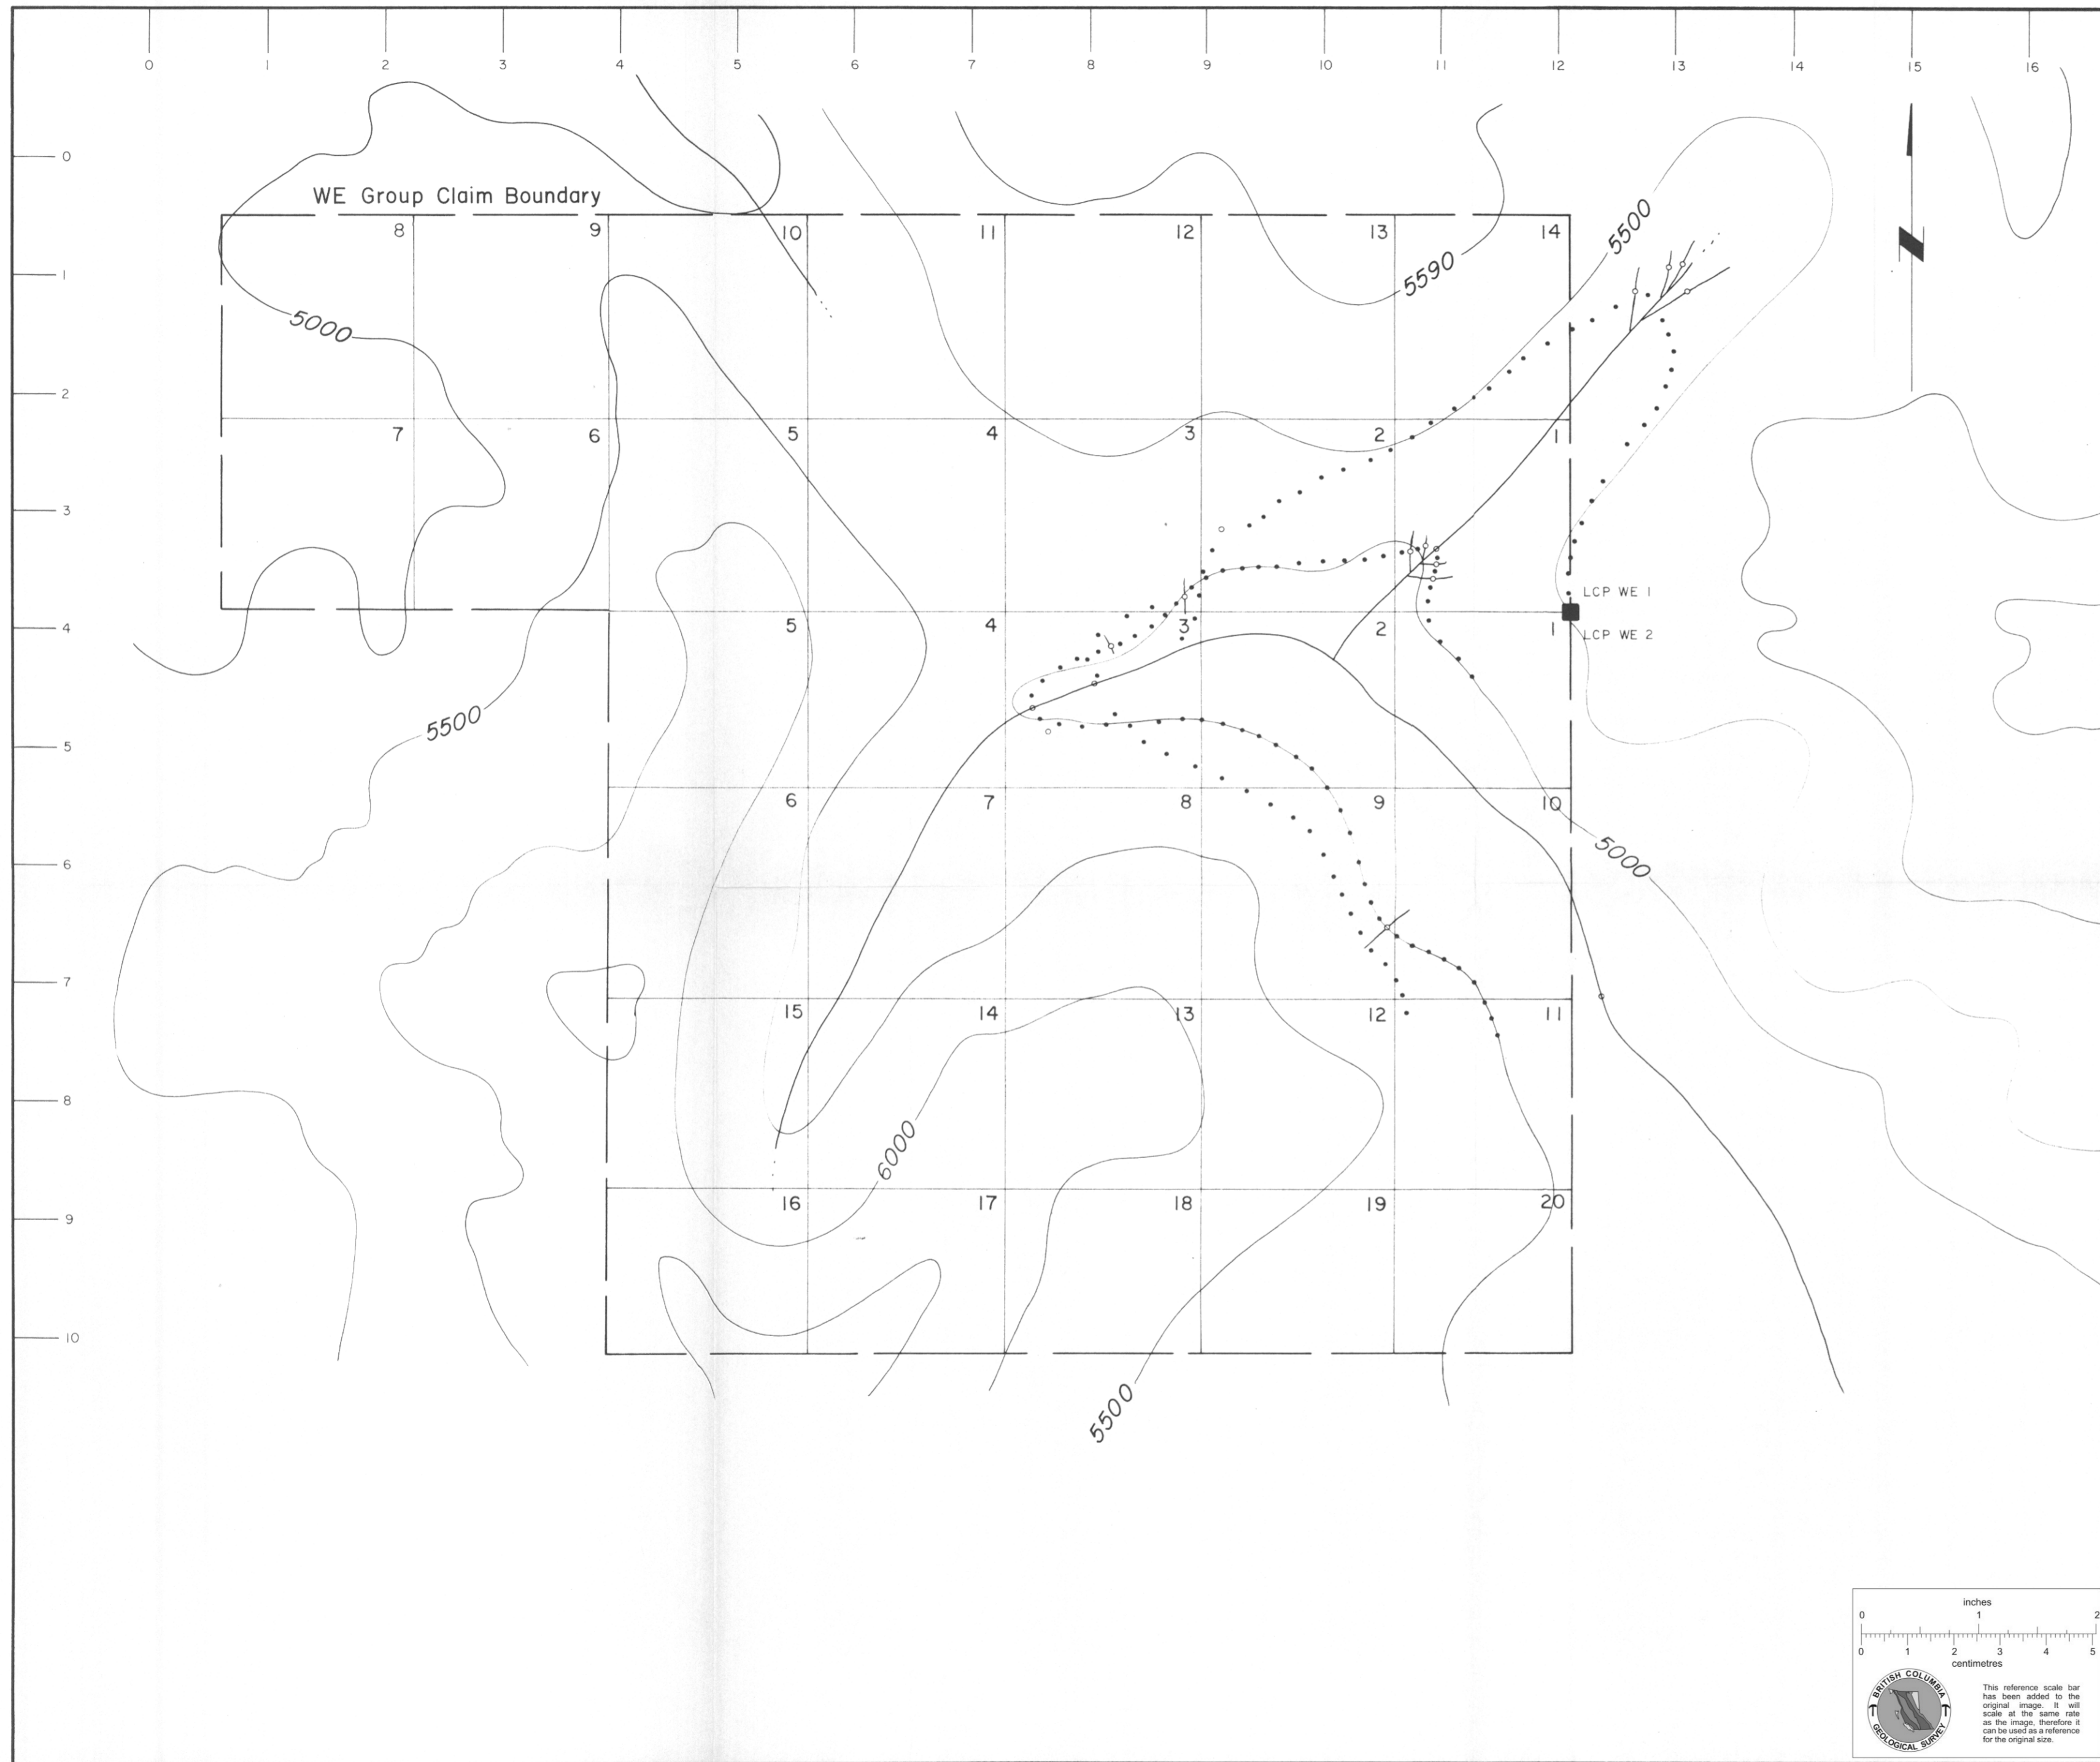 0 1 2 3 4 5 6 7 8 9 10 11 12 13 14 15 16
0
WE Group Claim Boundary
5500
8 9 10 11 12 13 14
N
1
5590
5000
2
7 6 5 4 3 2 1
3
LCP WE 1
4
5 4 3 2 1
LCP WE 2
5500
5
6 7 8 9 10
5000
6
7
15 14 13 12 11
8
6000
16 17 18 19 20
9
10
5500
inches
0 1 2
0 1 2 3 4 5
centimetres
BRITISH COLUMBIA
GEOLOGICAL SURVEY
This reference scale bar
has been added to the
original image. It will
scale at the same rate
as the image, therefore it
can be used as a reference
for the original size.